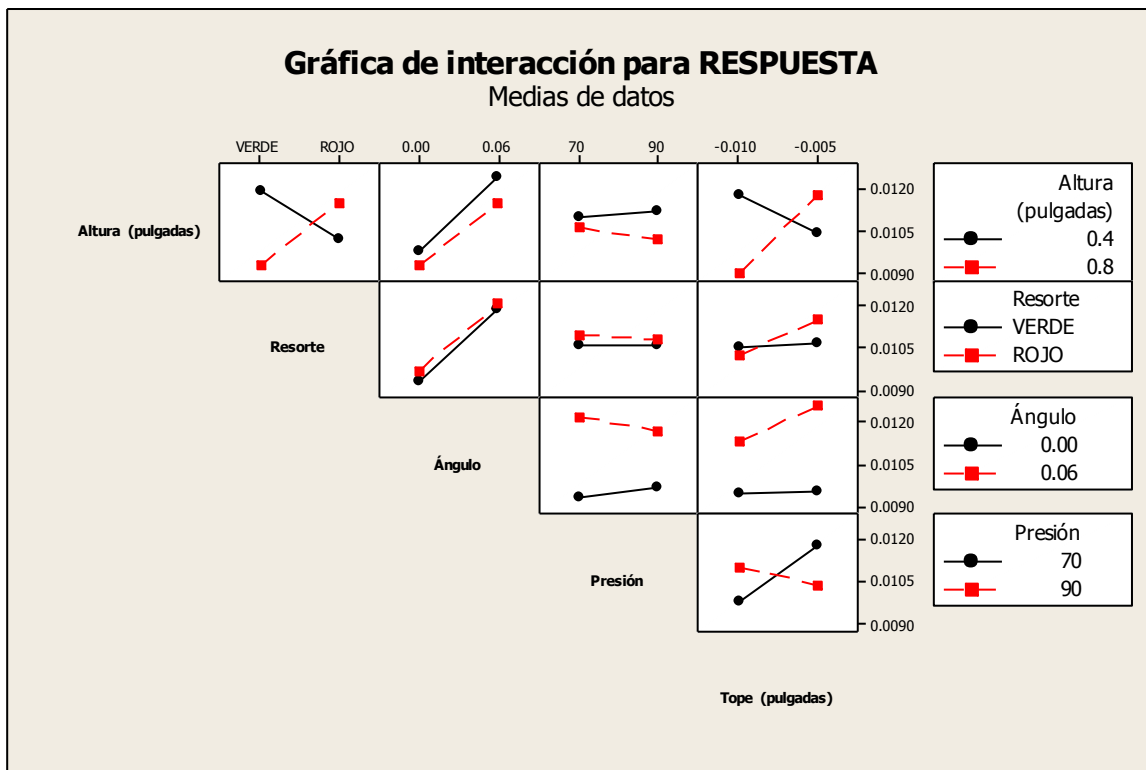 Gráfica de interacción para RESPUESTA
Medias de datos
VERDE ROJO 0.00 0.06 70 90 -0.010 -0.005
Altura (pulgadas)
0.0120
0.0105
0.0090
Altura
(pulgadas)
0.4
0.8
Resorte
0.0120
0.0105
0.0090
Resorte
VERDE
ROJO
Ángulo
0.0120
0.0105
0.0090
Ángulo
0.00
0.06
Presión
0.0120
0.0105
0.0090
Presión
70
90
Tope (pulgadas)